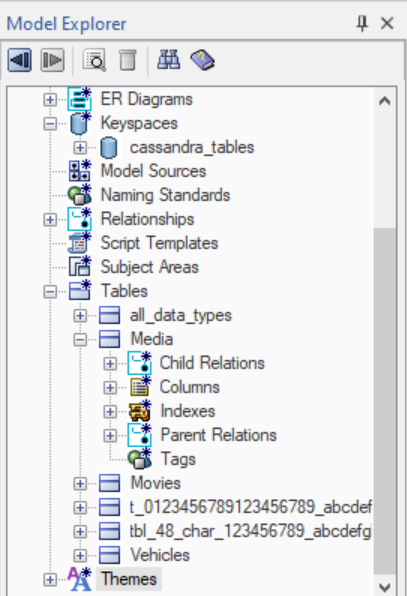 Model Explorer
ER Diagrams
Keyspaces
cassandra_tables
Model Sources
Naming Standards
Relationships
Script Templates
Subject Areas
Tables
all_data_types
Media
Child Relations
Columns
Indexes
Parent Relations
Tags
Movies
t_0123456789123456789_abcdef
tbl_48_char_123456789_abcdefg
Vehicles
Themes